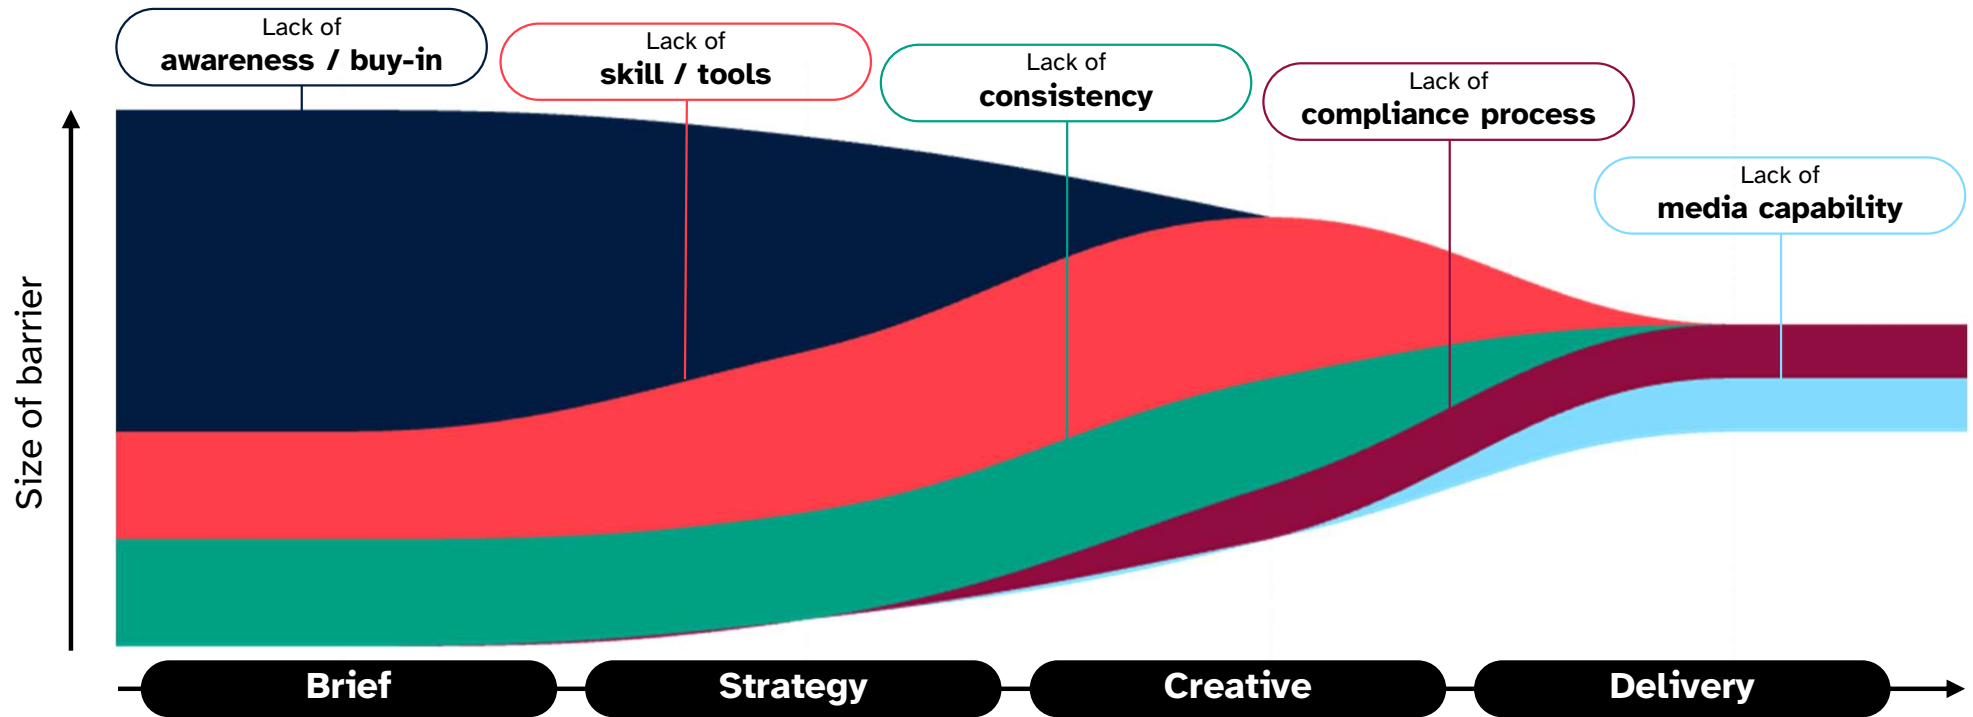 Lack of
awareness / buy-in
Lack of
skill / tools
Lack of
consistency
Lack of
compliance process
Lack of
media capability
Size of barrier
Brief
Strategy
Creative
Delivery